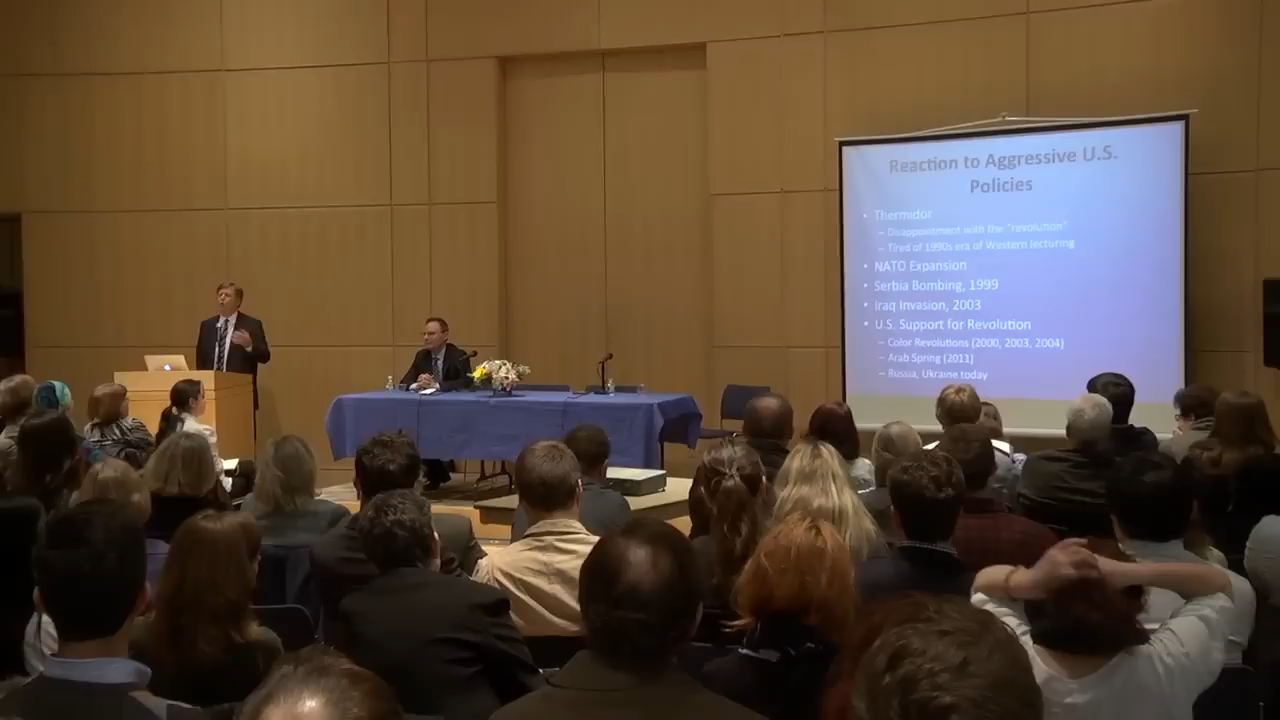 Reaction to Aggressive U.S.
Policies
• Thermidor
– Disappointment with the "revolution"
– Tired of 1990s era of Western lecturing
• NATO Expansion
• Serbia Bombing, 1999
• Iraq Invasion, 2003
• U.S. Support for Revolution
– Color Revolutions (2000, 2003, 2004)
– Arab Spring (2011)
– Russia, Ukraine today